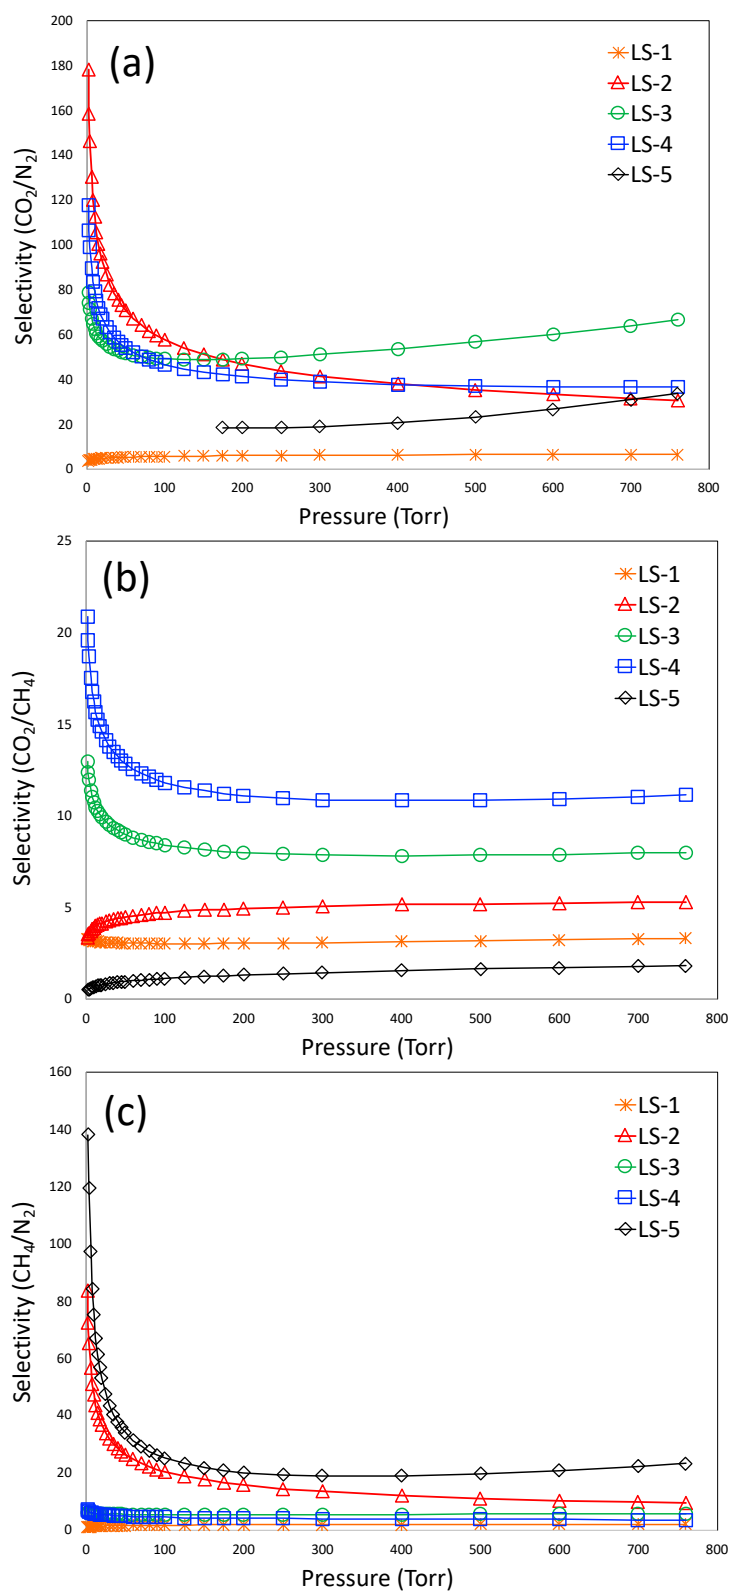 (a)
LS-1
LS-2
LS-3
LS-4
LS-5
Selectivity (CO₂/N₂)
200
180
160
140
120
100
80
60
40
20
0
0 100 200 300 400 500 600 700 800
Pressure (Torr)
(b)
LS-1
LS-2
LS-3
LS-4
LS-5
Selectivity (CO₂/CH₄)
25
20
15
10
5
0
0 100 200 300 400 500 600 700 800
Pressure (Torr)
(c)
LS-1
LS-2
LS-3
LS-4
LS-5
Selectivity (CH₄/N₂)
160
140
120
100
80
60
40
20
0
0 100 200 300 400 500 600 700 800
Pressure (Torr)